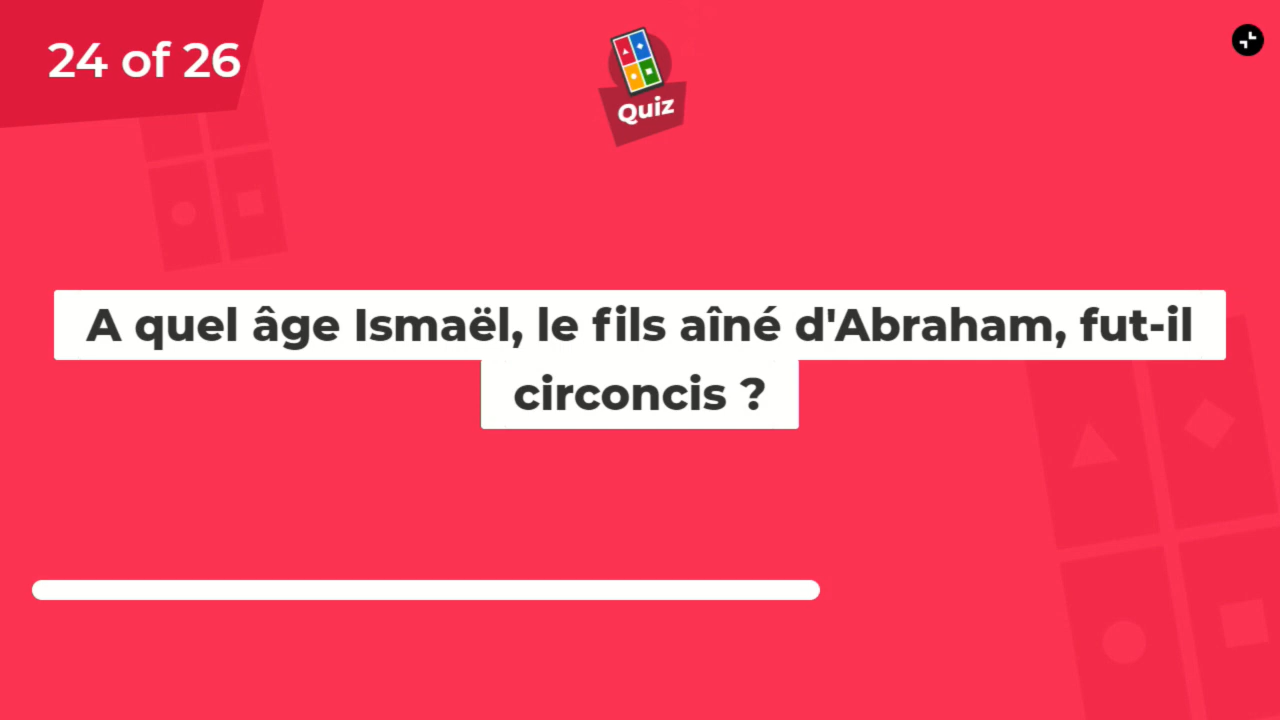 24 of 26
Quiz
A quel âge Ismaël, le fils aîné d'Abraham, fut-il
circoncis ?